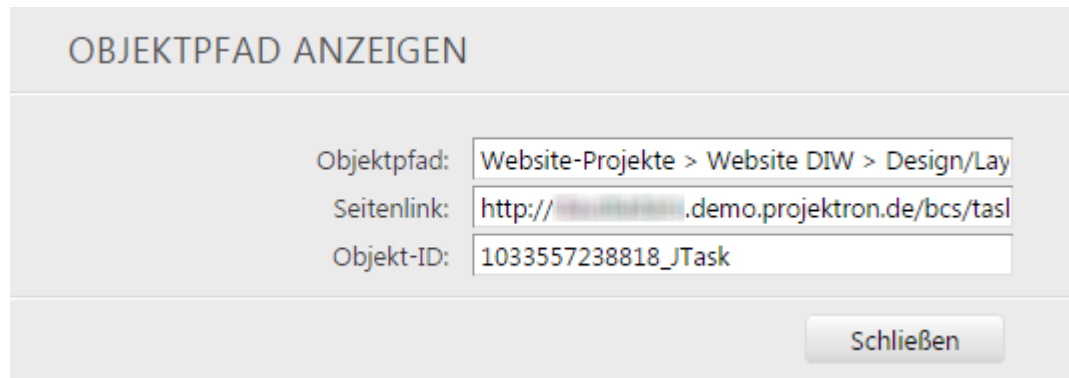 OBJEKTPFAD ANZEIGEN
Objektpfad: Website-Projekte > Website DIW > Design/Lay
Seitenlink: http:// .demo.projektron.de/bcs/tasl
Objekt-ID: 1033557238818_JTask
Schließen